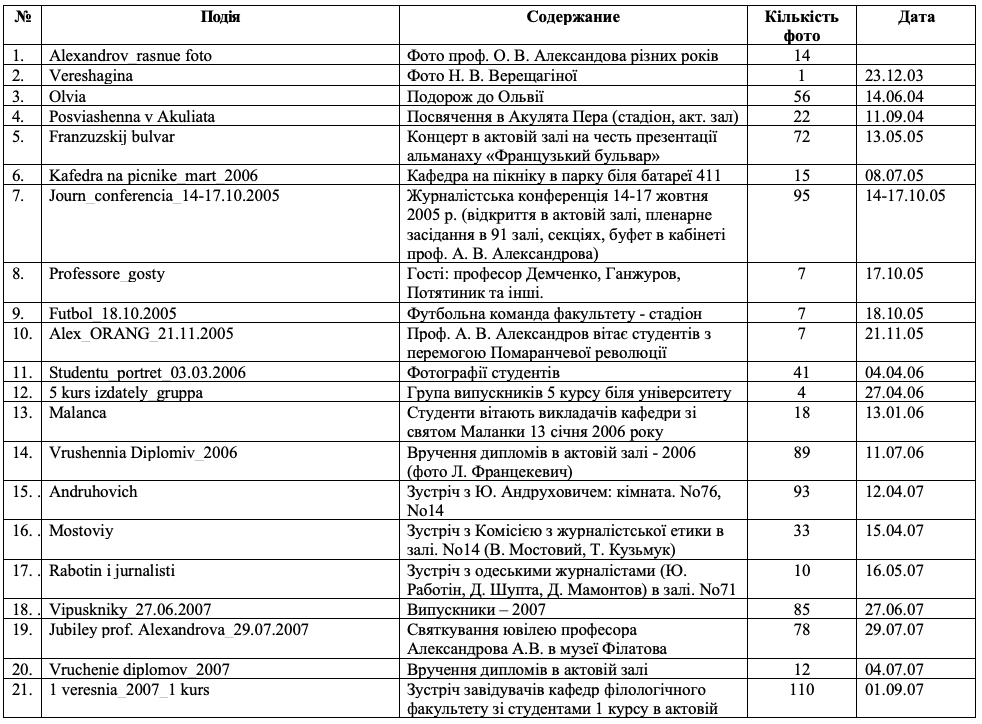 № Подія Содержание Кількість фото Дата
1. Alexandrov_rasnue foto Фото проф. О. В. Александова різних років 14
2. Vereshagina Фото Н. В. Верещагіної 1 23.12.03
3. Olvia Подорож до Ольвії 56 14.06.04
4. Posviashenna v Akuliata Посвячення в Акулята Пера (стадіон, акт. зал) 22 11.09.04
5. Franzuzskij bulvar Концерт в актовій залі на честь презентації 72 13.05.05
альманаху «Французький бульвар»
6. Kafedra na picnike_mart_2006 Кафедра на пікніку в парку біля батареї 411 15 08.07.05
7. Journ_conferencia_14-17.10.2005 Журналістська конференція 14-17 жовтня 95 14-17.10.05
2005 р. (відкриття в актовій залі, пленарне
засідання в 91 залі, секціях, буфет в кабінеті
проф. А. В. Александрова)
8. Professore_gosty Гості: професор Демченко, Ганжуров, 7 17.10.05
Потятиник та інші.
9. Futbol_18.10.2005 Футбольна команда факультету - стадіон 7 18.10.05
10. Alex_ORANG_21.11.2005 Проф. А. В. Александров вітає студентів з 7 21.11.05
перемогою Помаранчевої революції
11. Studentu_portret_03.03.2006 Фотографії студентів 41 04.04.06
12. 5 kurs izdately_gruppa Група випускників 5 курсу біля університету 4 27.04.06
13. Malanca Студенти вітають викладачів кафедри зі 18 13.01.06
святом Маланки 13 січня 2006 року
14. Vrushennia Diplomiv_2006 Вручення дипломів в актовій залі - 2006 89 11.07.06
(фото Л. Францекевич)
15. . Andruhovich Зустріч з Ю. Андруховичем: кімната. No76, 93 12.04.07
No14
16. . Mostoviy Зустріч з Комісією з журналістської етики в 33 15.04.07
залі. No14 (В. Мостовий, Т. Кузьмук)
17. . Rabotin i jurnalisti Зустріч з одеськими журналістами (Ю. 10 16.05.07
Работін, Д. Шупта, Д. Мамонтов) в залі. No71
18. . Vipuskniky_27.06.2007 Випускники – 2007 85 27.06.07
19. Jubiley prof. Alexandrova_29.07.2007 Святкування ювілею професора 78 29.07.07
Александрова А.В. в музеї Філатова
20. Vruchenie diplomov_2007 Вручення дипломів в актовій залі 12 04.07.07
21. 1 veresnia_2007_1 kurs Зустріч завідувачів кафедр філологічного 110 01.09.07
факультету зі студентами 1 курсу в актовій